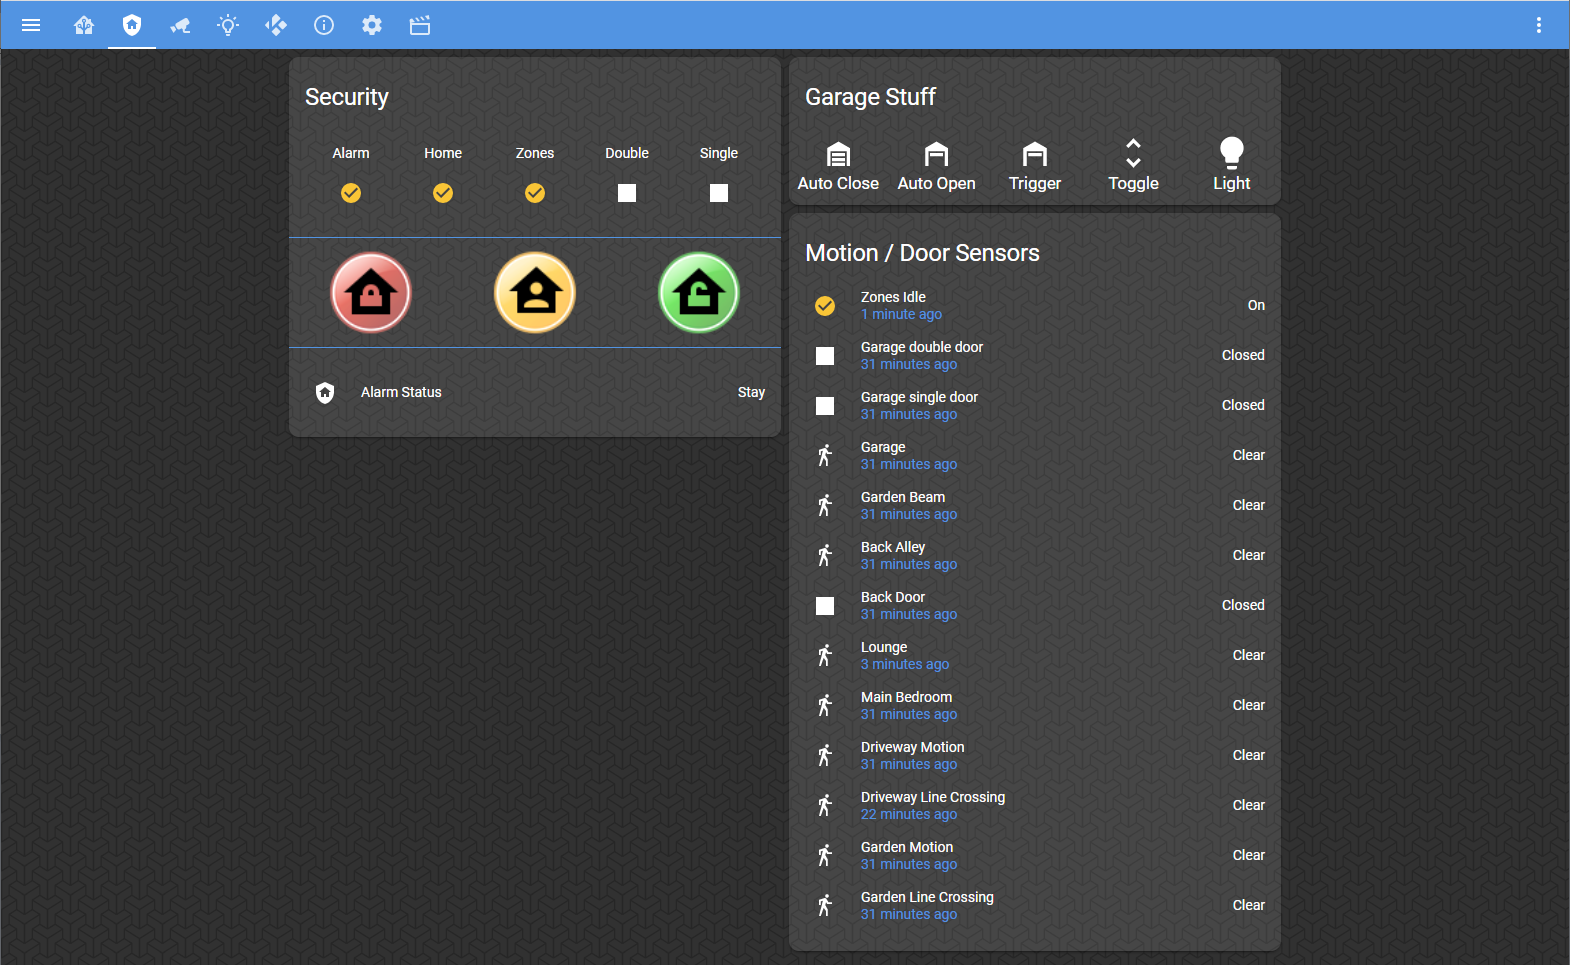 Security
Alarm Home Zones Double Single
Alarm Status Stay
Garage Stuff
Auto Close Auto Open Trigger Toggle Light
Motion / Door Sensors
Zones Idle
1 minute ago
On
Garage double door
31 minutes ago
Closed
Garage single door
31 minutes ago
Closed
Garage
31 minutes ago
Clear
Garden Beam
31 minutes ago
Clear
Back Alley
31 minutes ago
Clear
Back Door
31 minutes ago
Closed
Lounge
3 minutes ago
Clear
Main Bedroom
31 minutes ago
Clear
Driveway Motion
31 minutes ago
Clear
Driveway Line Crossing
22 minutes ago
Clear
Garden Motion
31 minutes ago
Clear
Garden Line Crossing
31 minutes ago
Clear